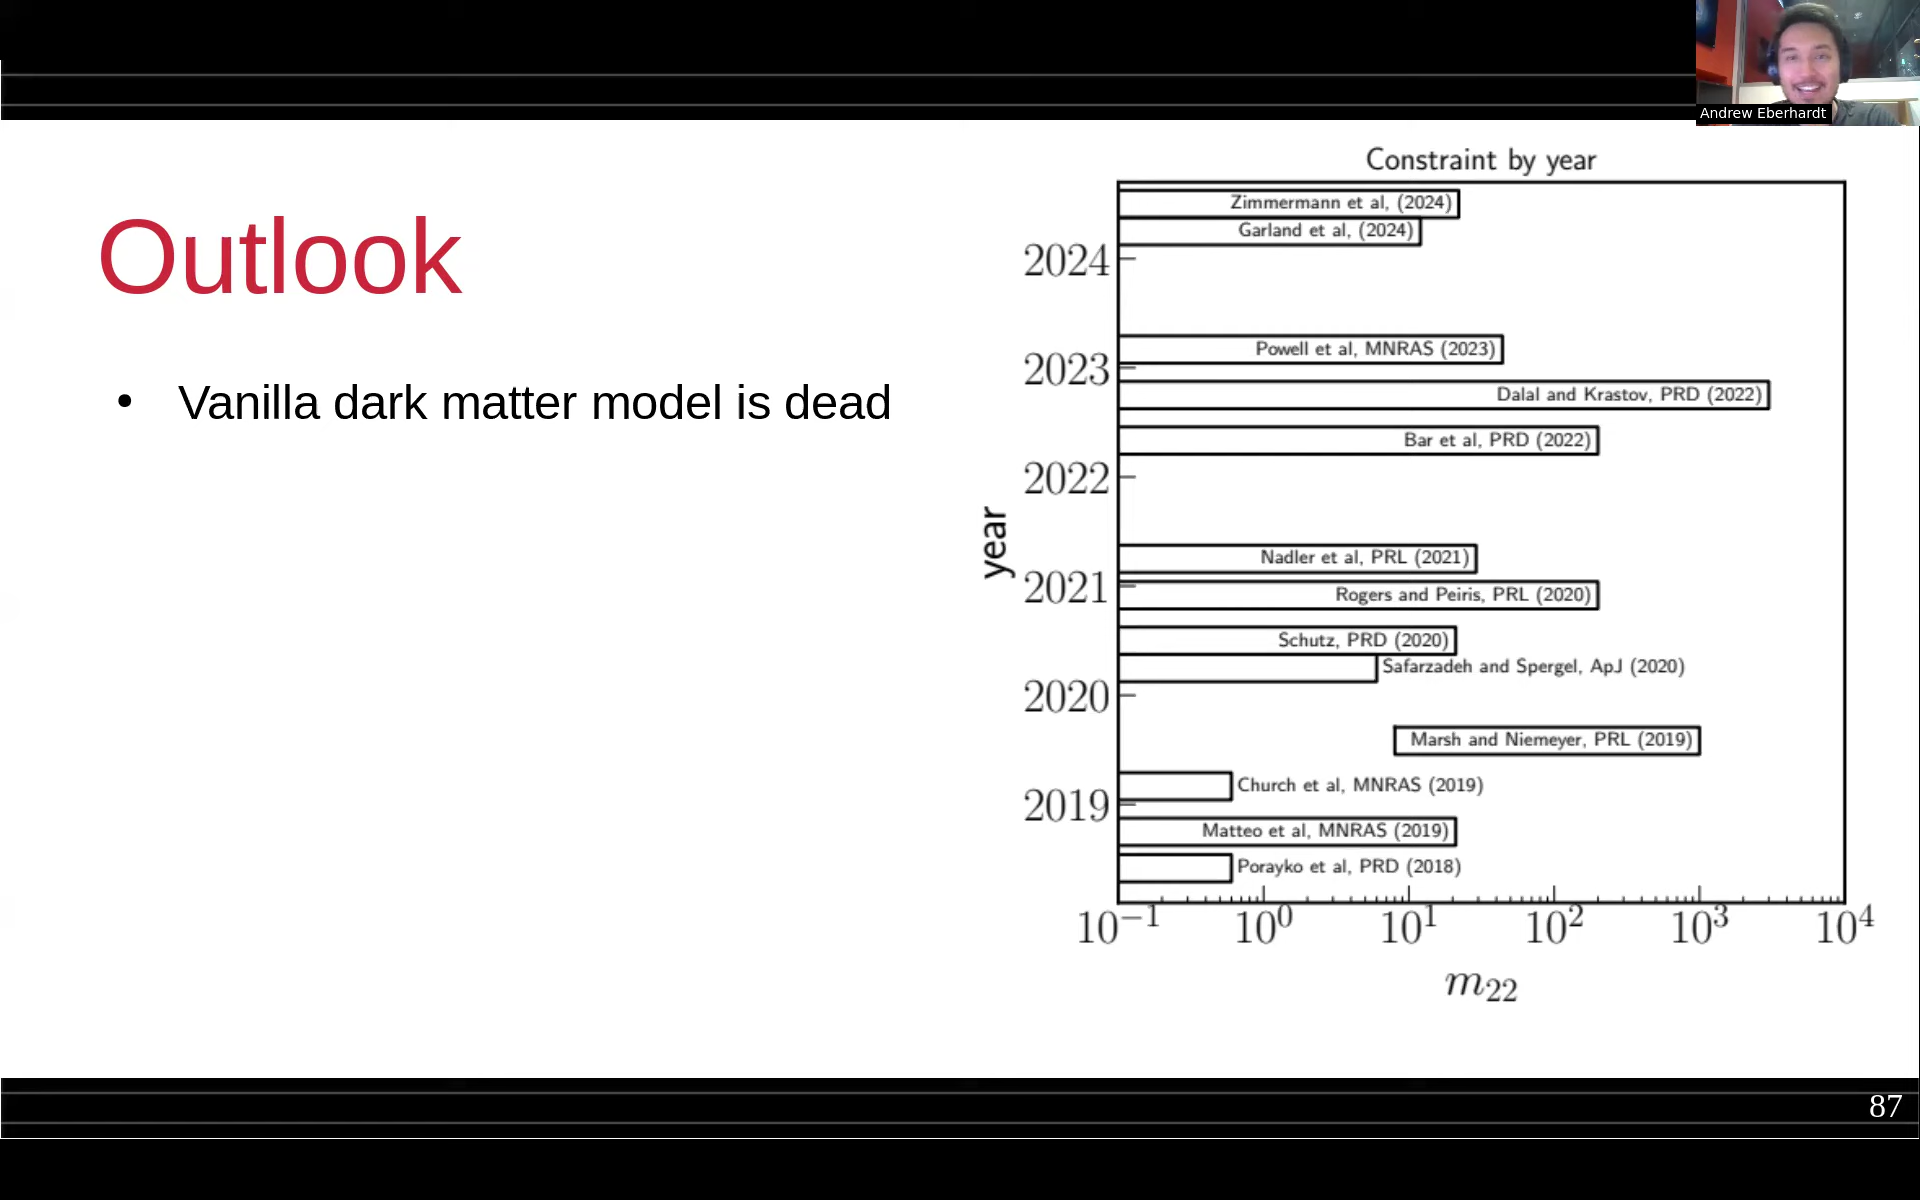 Andrew Eberhardt
Outlook
• Vanilla dark matter model is dead
Constraint by year
Zimmermann et al, (2024)
Garland et al, (2024)
2024
Powell et al, MNRAS (2023)
2023
Dalal and Krastov, PRD (2022)
Bar et al, PRD (2022)
2022
year
Nadler et al, PRL (2021)
2021
Rogers and Peiris, PRL (2020)
Schutz, PRD (2020)
Safarzadeh and Spergel, ApJ (2020)
2020
Marsh and Niemeyer, PRL (2019)
Church et al, MNRAS (2019)
2019
Matteo et al, MNRAS (2019)
Porayko et al, PRD (2018)
10⁻¹ 10⁰ 10¹ 10² 10³ 10⁴
m₂₂
87